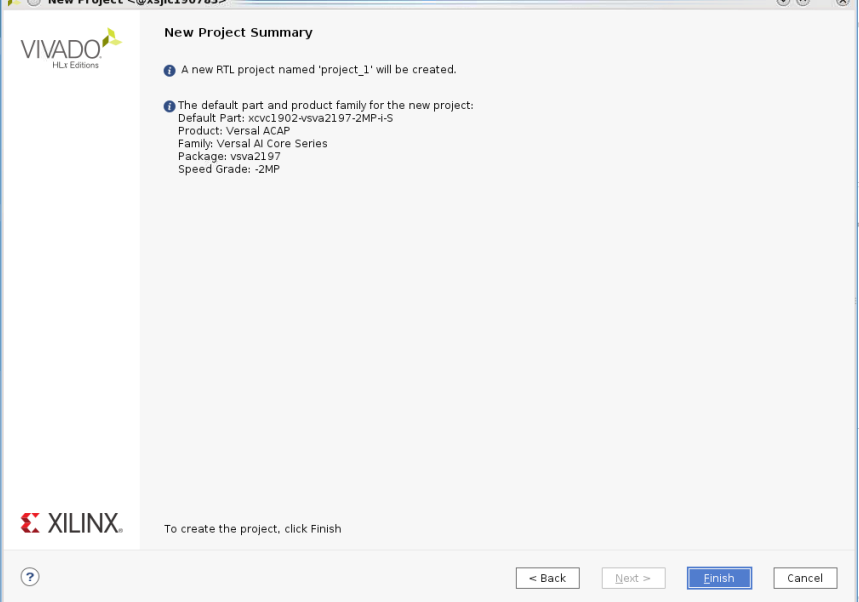 New Project <@xsjlc190783>
VIVADO
HLx Editions
New Project Summary
A new RTL project named 'project_1' will be created.
The default part and product family for the new project:
Default Part: xcvc1902-vsva2197-2MP-i-S
Product: Versal ACAP
Family: Versal AI Core Series
Package: vsva2197
Speed Grade: -2MP
XILINX
To create the project, click Finish
?
< Back
Next >
Finish
Cancel